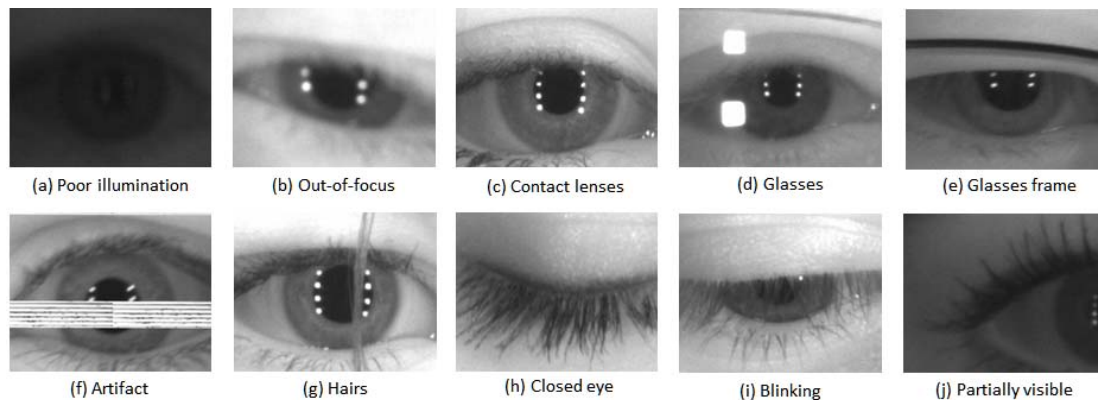 (a) Poor illumination
(b) Out-of-focus
(c) Contact lenses
(d) Glasses
(e) Glasses frame
(f) Artifact
(g) Hairs
(h) Closed eye
(i) Blinking
(j) Partially visible